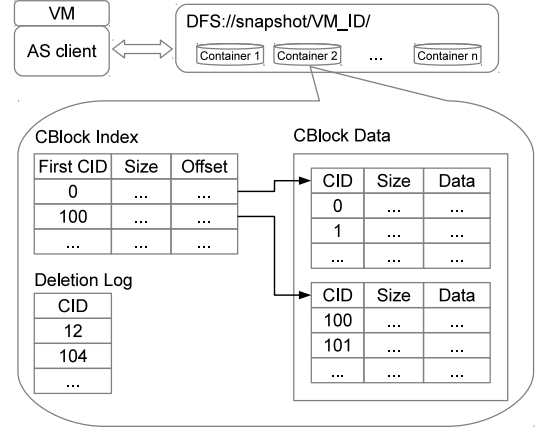 VM
AS client
DFS://snapshot/VM_ID/
Container 1 Container 2 ... Container n
CBlock Index
First CID Size Offset
0 ... ...
100 ... ...
... ... ...
Deletion Log
CID
12
104
...
CBlock Data
CID Size Data
0 ... ...
1 ... ...
... ... ...
CID Size Data
100 ... ...
101 ... ...
... ... ...